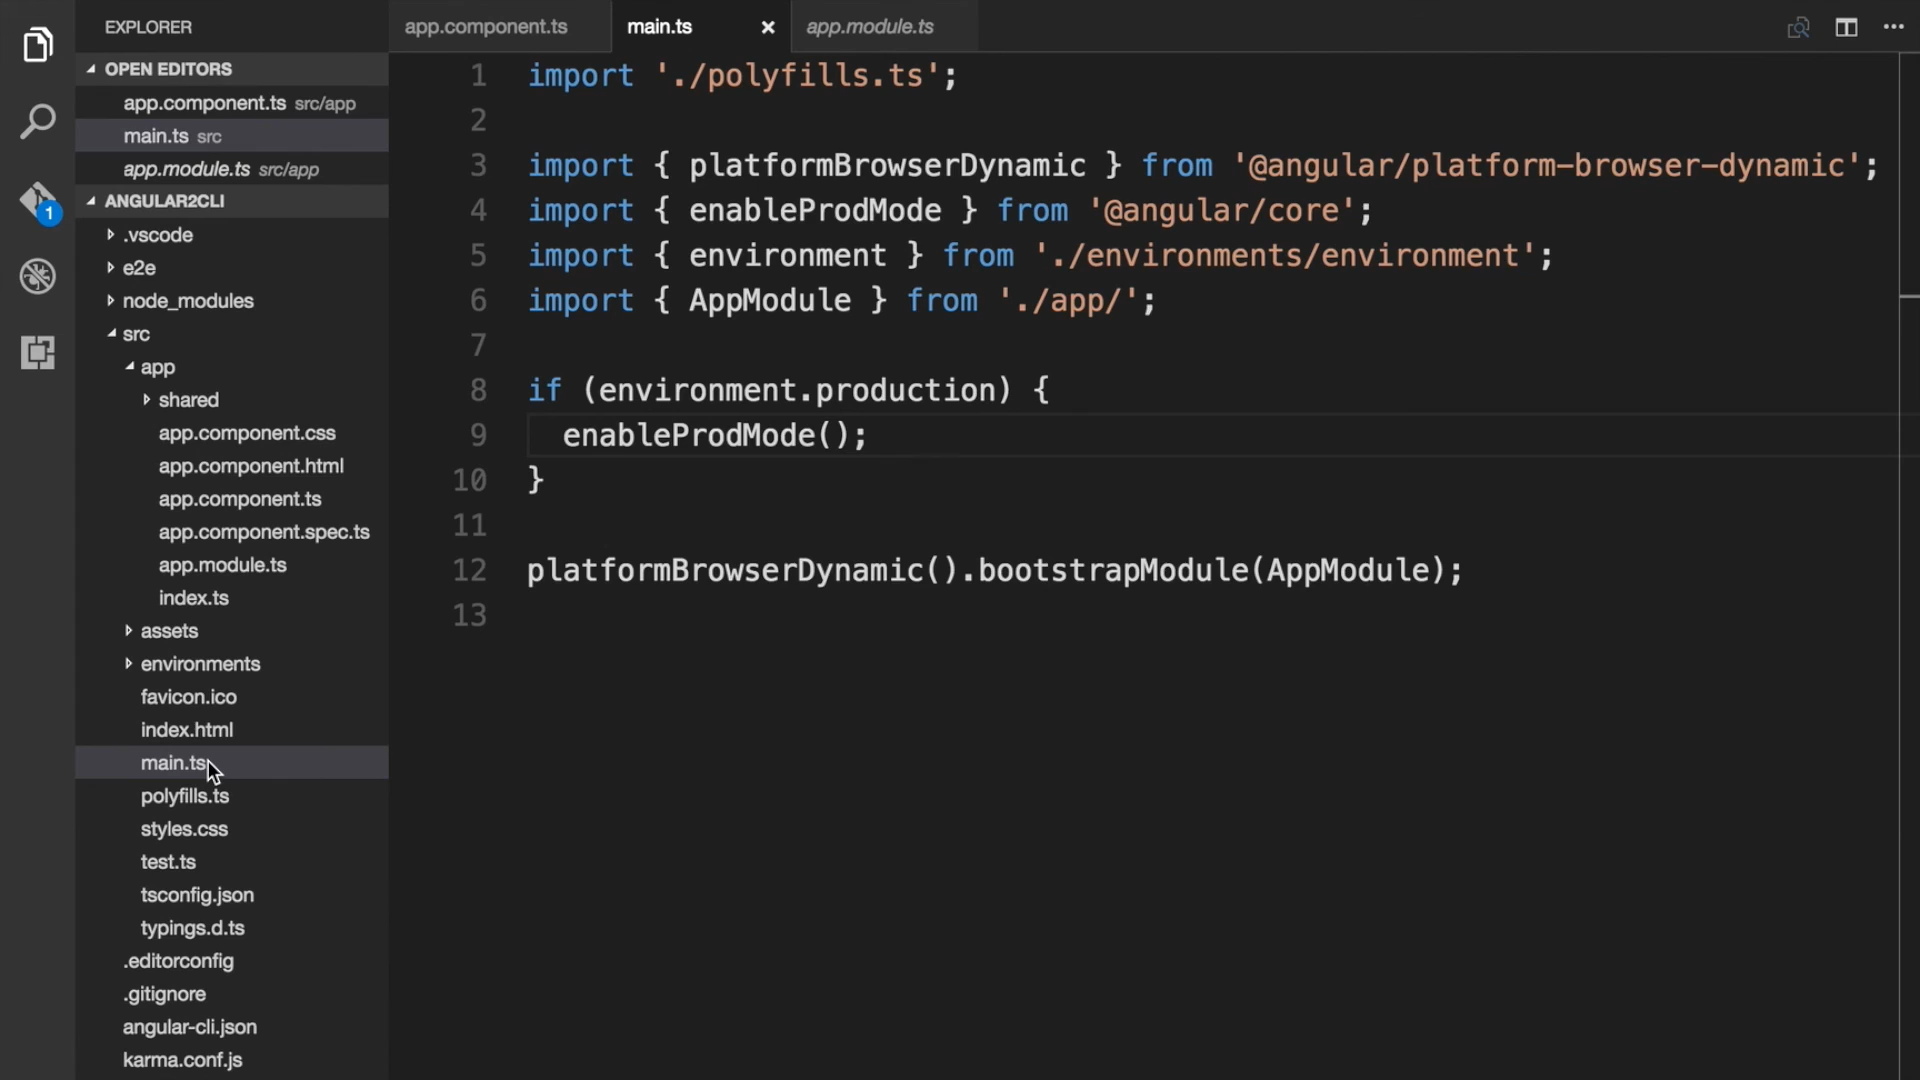 EXPLORER
OPEN EDITORS
app.component.ts src/app
main.ts src
app.module.ts src/app
ANGULAR2CLI
.vscode
e2e
node_modules
src
app
shared
app.component.css
app.component.html
app.component.ts
app.component.spec.ts
app.module.ts
index.ts
assets
environments
favicon.ico
index.html
main.ts
polyfills.ts
styles.css
test.ts
tsconfig.json
typings.d.ts
.editorconfig
.gitignore
angular-cli.json
karma.conf.js
1
app.component.ts
main.ts
app.module.ts
1 import './polyfills.ts';
2
3 import { platformBrowserDynamic } from '@angular/platform-browser-dynamic';
4 import { enableProdMode } from '@angular/core';
5 import { environment } from './environments/environment';
6 import { AppModule } from './app/';
7
8 if (environment.production) {
9   enableProdMode();
10 }
11
12 platformBrowserDynamic().bootstrapModule(AppModule);
13